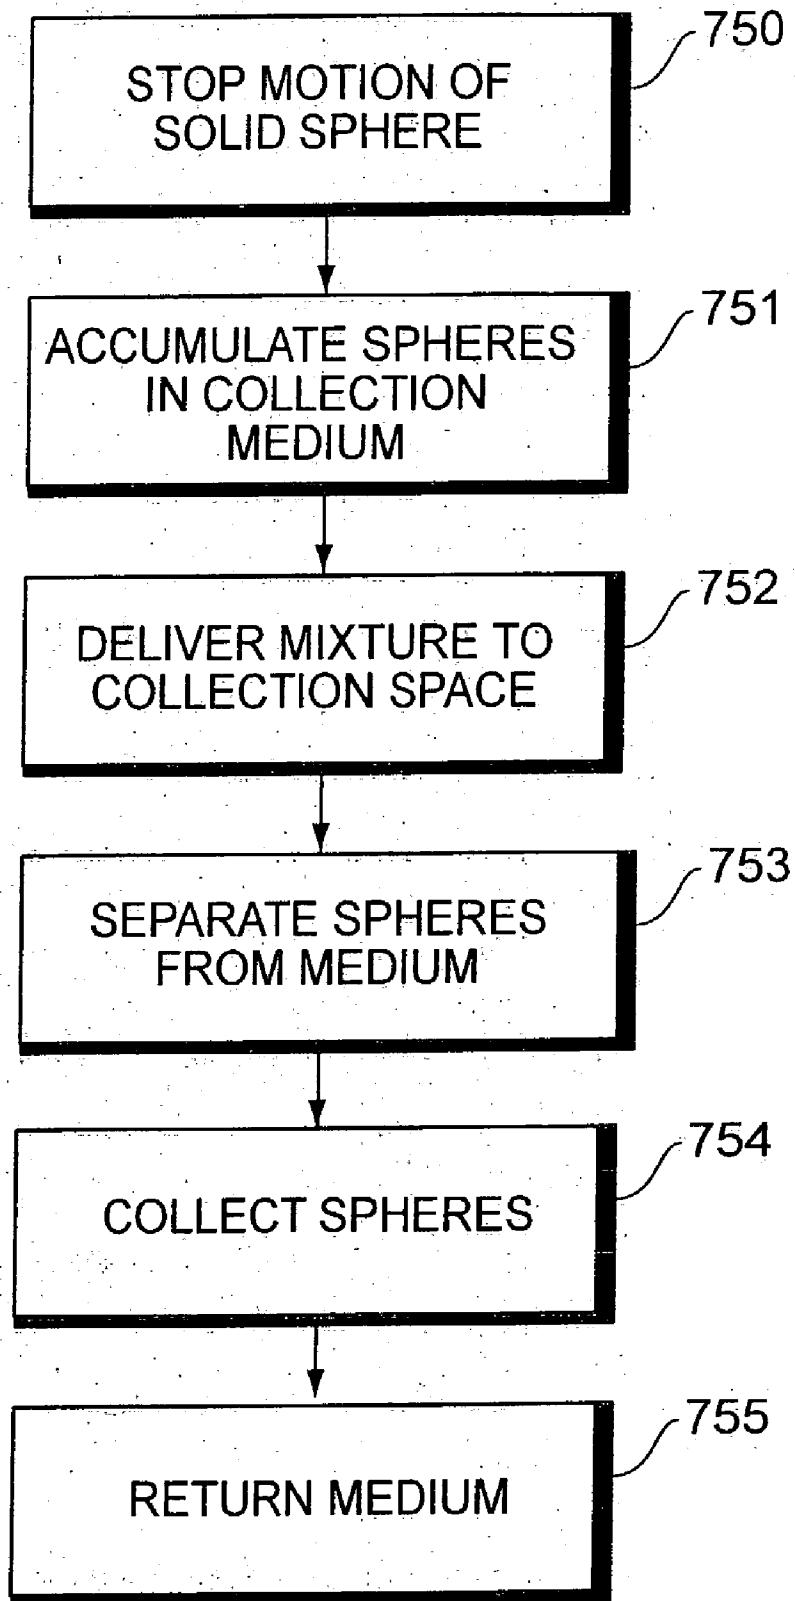 750
STOP MOTION OF
SOLID SPHERE
751
ACCUMULATE SPHERES
IN COLLECTION
MEDIUM
752
DELIVER MIXTURE TO
COLLECTION SPACE
753
SEPARATE SPHERES
FROM MEDIUM
754
COLLECT SPHERES
755
RETURN MEDIUM